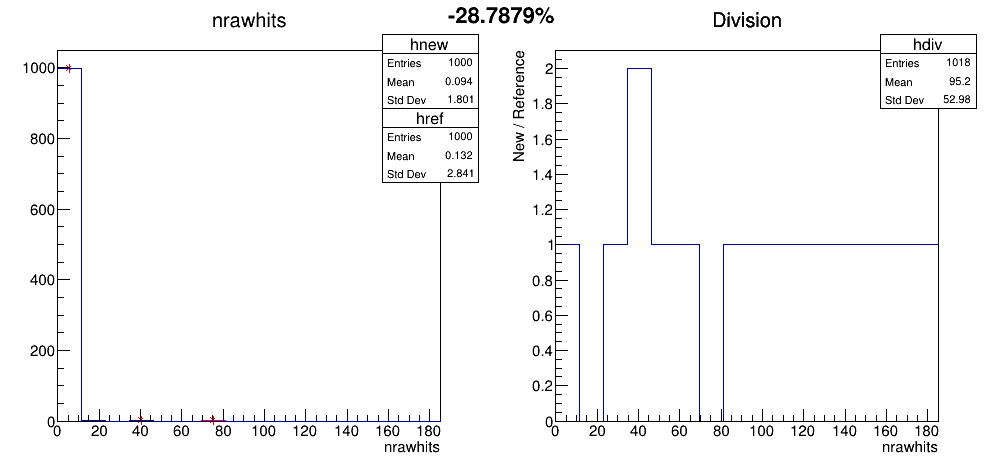 -28.7879%
nrawhits
hnew
Entries 1000
Mean 0.094
Std Dev 1.801
href
Entries 1000
Mean 0.132
Std Dev 2.841
1000
800
600
400
200
0
0 20 40 60 80 100 120 140 160 180
nrawhits
Division
hdiv
Entries 1018
Mean 95.2
Std Dev 52.98
New / Reference
2
1.8
1.6
1.4
1.2
1
0.8
0.6
0.4
0.2
0
0 20 40 60 80 100 120 140 160 180
nrawhits